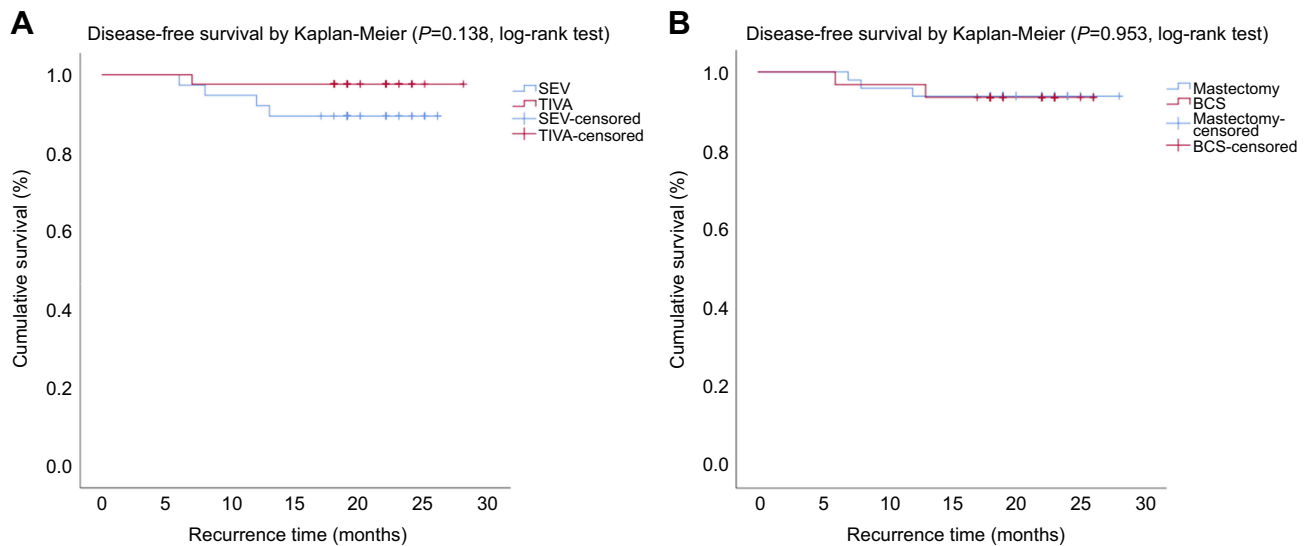 A
Disease-free survival by Kaplan-Meier (P=0.138, log-rank test)
Cumulative survival (%)
1.0
0.8
0.6
0.4
0.2
0.0
0 5 10 15 20 25 30
Recurrence time (months)
SEV
TIVA
SEV-censored
TIVA-censored
B
Disease-free survival by Kaplan-Meier (P=0.953, log-rank test)
Cumulative survival (%)
1.0
0.8
0.6
0.4
0.2
0.0
0 5 10 15 20 25 30
Recurrence time (months)
Mastectomy
BCS
Mastectomy-
censored
BCS-censored